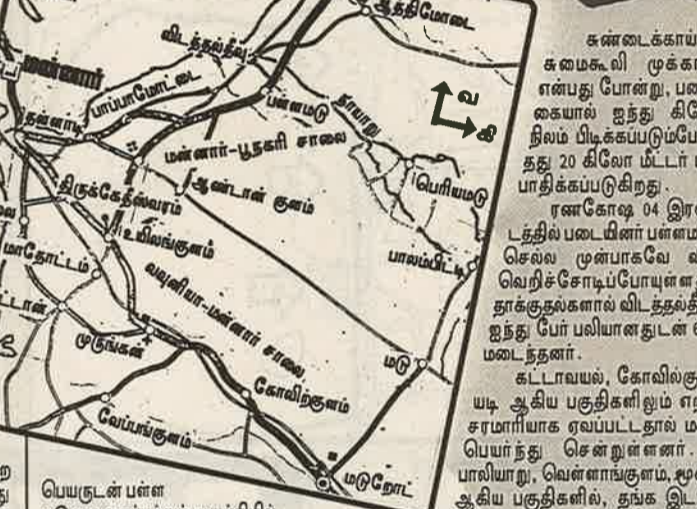 ஆத்திமோடை
விடத்தல்தீவு
மன்னார்
பாப்பாமோட்டை
பள்ளமடு
தாயாறு
வ
கி
தள்ளாடி
மன்னார்-பூநகரி சாலை
பெரியமடு
ஆண்டான் குளம்
திருக்கேதீஸ்வரம்
உயிலங்குளம்
மாதோட்டம்
பாலம்பிட்டி
வவுனியா-மன்னார் சாலை
ட்டான்
முருங்கன்
மடு
கோவிற்குளம்
வேப்பங்குளம்
மடுறோட்
பெயருடன் பள்ள
சுண்டைக்காய்
சுமைகூலி முக்கா
என்பது போன்று, பை
கையால் ஐந்து கி
நிலம் பிடிக்கப்படும்பே
தது 20 கிலோ மீட்டர்
பாதிக்கப்படுகிறது.
ரணகோஷ 04 இரா
டத்தில் படையினர் பள்ளம
செல்ல முன்பாகவே வி
வெறிச்சோடிப்போயுள்ள
தாக்குதல்களால் விடத்தல்தீ
ஐந்து பேர் பலியானதுடன்
மடைந்தனர்.
கட்டாவயல், கோவில்கு
யடி ஆகிய பகுதிகளிலும் எ
சரமாரியாக ஏவப்பட்டதால் ம
பெயர்ந்து சென்றுள்ளனர்.
பாலியாறு, வெள்ளாங்குளம், மூ
ஆகிய பகுதிகளில், தங்க இட